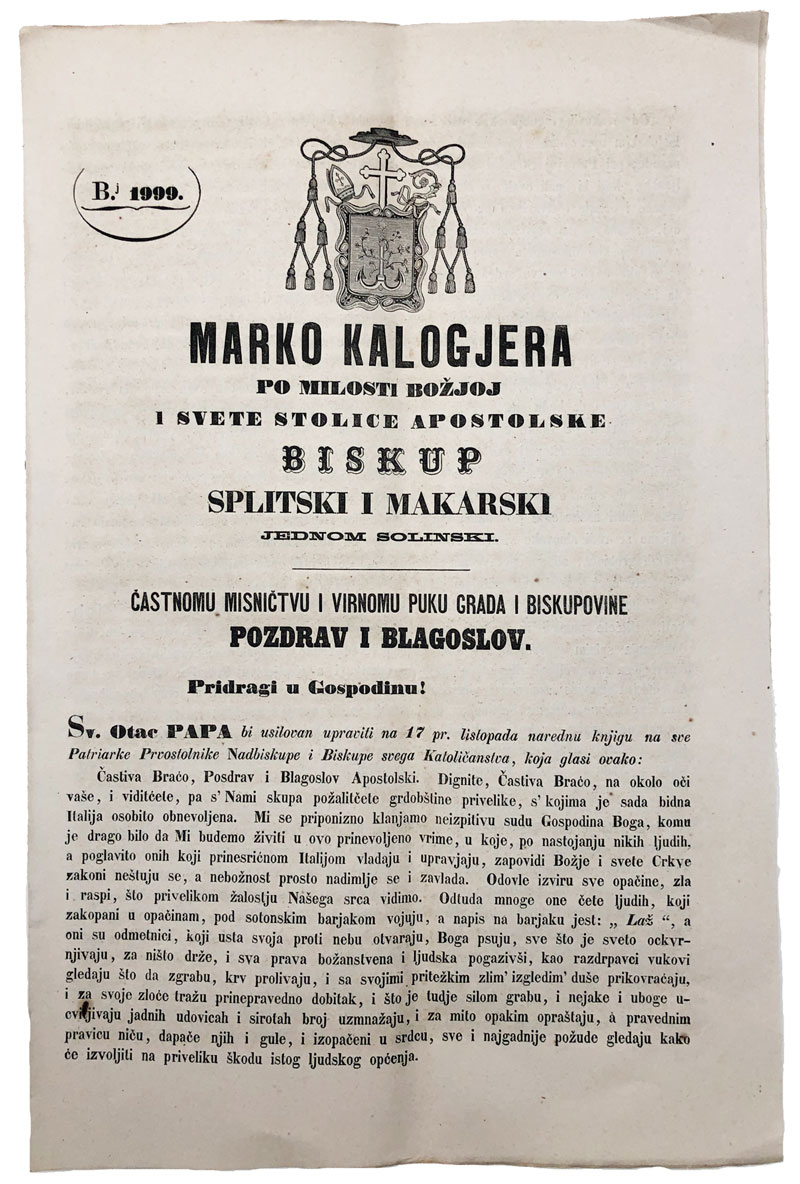 B.j 1999.
MARKO KALOGJERA
PO MILOSTI BOŽJOJ
I SVETE STOLICE APOSTOLSKE
BISKUP
SPLITSKI I MAKARSKI
JEDNOM SOLINSKI.
ČASTNOMU MISNIČTVU I VIRNOMU PUKU GRADA I BISKUPOVINE
POZDRAV I BLAGOSLOV.
Pridragi u Gospodinu!
Sv. Otac PAPA bi usilovan upraviti na 17 pr. listopada narednu knjigu na sve
Patriarke Prvostolnike Nadbiskupe i Biskupe svega Katoličanstva, koja glasi ovako:
Častiva Braćo, Posdrav i Blagoslov Apostolski. Dignite, Častiva Braćo, na okolo oči
vaše, i viditćete, pa s' Nami skupa požalitčete grdobštine privelike, s' kojima je sada bidna
Italija osobito obnevoljena. Mi se priponizno klanjamo neizpitivu sudu Gospodina Boga, komu
je drago bilo da Mi budemo živiti u ovo prinevoljeno vrime, u koje, po nastojanju nikih ljudih,
a poglavito onih koji prinesrićnom Italijom vladaju i upravjaju, zapovidi Božje i svete Crkve
zakoni neštuju se, a nebožnost prosto nadimlje se i zavlada. Odovle izviru sve opačine, zla
i raspi, što privelikom žalostju Našega srca vidimo. Odtuda mnoge one čete ljudih, koji
zakopani u opačinam, pod sotonskim barjakom vojuju, a napis na barjaku jest: „ Laž “, a
oni su odmetnici, koji usta svoja proti nebu otvaraju, Boga psuju, sve što je sveto ockvr-
njivaju, za ništo drže, i sva prava božanstvena i ljudska pogazivši, kao razdrpavci vukovi
gledaju što da zgrabu, krv prolivaju, i sa svojimi pritežkim zlim' izgledim' duše prikovraćaju,
i za svoje zloće tražu prinepravedno dobitak, i što je tudje silom grabu, i nejake i uboge u-
cviljivaju jadnih udovicah i sirotah broj uzmnažaju, i za mito opakim opraštaju, a pravednim
pravicu niču, dapače njih i gule, i izopačeni u srdcu, sve i najgadnije požude gledaju kako
će izvoljiti na priveliku škodu istog ljudskog općenja.